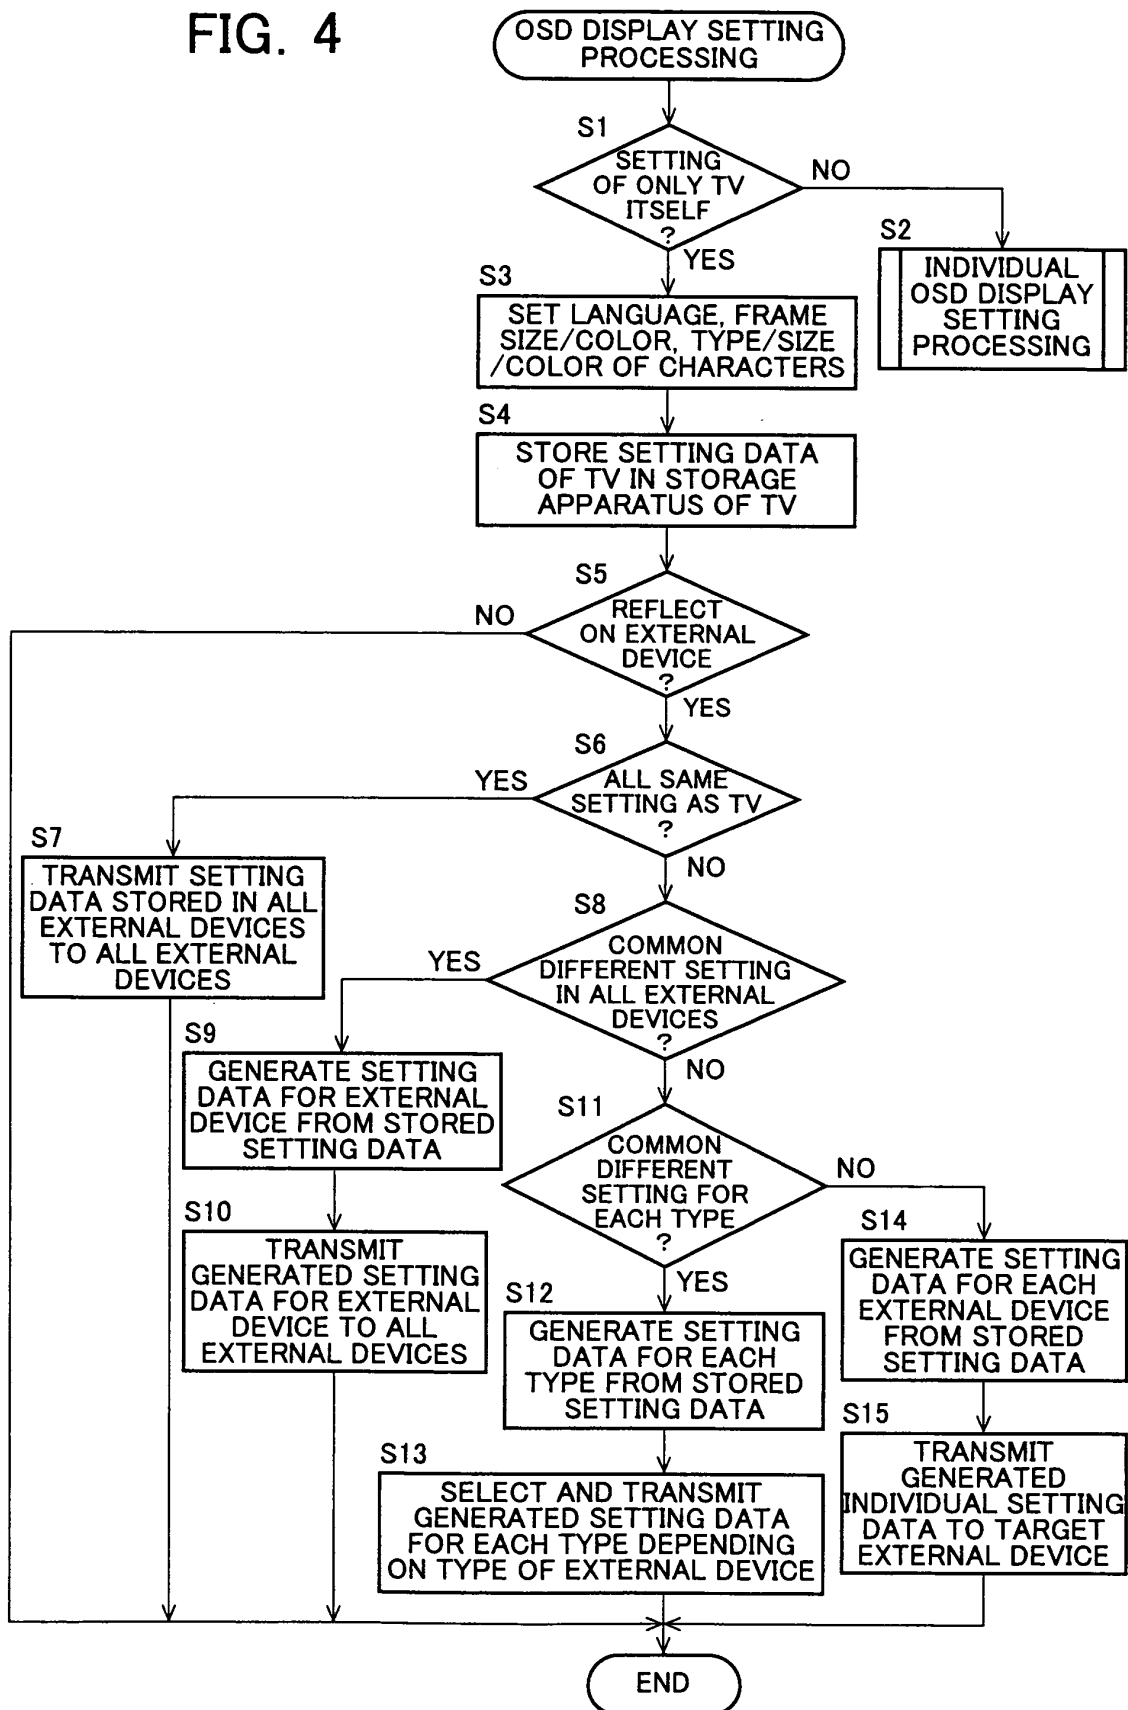 FIG. 4
OSD DISPLAY SETTING
PROCESSING
S1
SETTING
OF ONLY TV
ITSELF
?
NO
YES
S2
INDIVIDUAL
OSD DISPLAY
SETTING
PROCESSING
S3
SET LANGUAGE, FRAME
SIZE/COLOR, TYPE/SIZE
/COLOR OF CHARACTERS
S4
STORE SETTING DATA
OF TV IN STORAGE
APPARATUS OF TV
S5
REFLECT
ON EXTERNAL
DEVICE
?
NO
YES
S6
ALL SAME
SETTING AS TV
?
YES
NO
S7
TRANSMIT SETTING
DATA STORED IN ALL
EXTERNAL DEVICES
TO ALL EXTERNAL
DEVICES
S8
COMMON
DIFFERENT SETTING
IN ALL EXTERNAL
DEVICES
?
YES
NO
S9
GENERATE SETTING
DATA FOR EXTERNAL
DEVICE FROM STORED
SETTING DATA
S10
TRANSMIT
GENERATED SETTING
DATA FOR EXTERNAL
DEVICE TO ALL
EXTERNAL DEVICES
S11
COMMON
DIFFERENT
SETTING FOR
EACH TYPE
?
NO
YES
S12
GENERATE SETTING
DATA FOR EACH
TYPE FROM STORED
SETTING DATA
S13
SELECT AND TRANSMIT
GENERATED SETTING DATA
FOR EACH TYPE DEPENDING
ON TYPE OF EXTERNAL DEVICE
S14
GENERATE SETTING
DATA FOR EACH
EXTERNAL DEVICE
FROM STORED
SETTING DATA
S15
TRANSMIT
GENERATED
INDIVIDUAL SETTING
DATA TO TARGET
EXTERNAL DEVICE
END